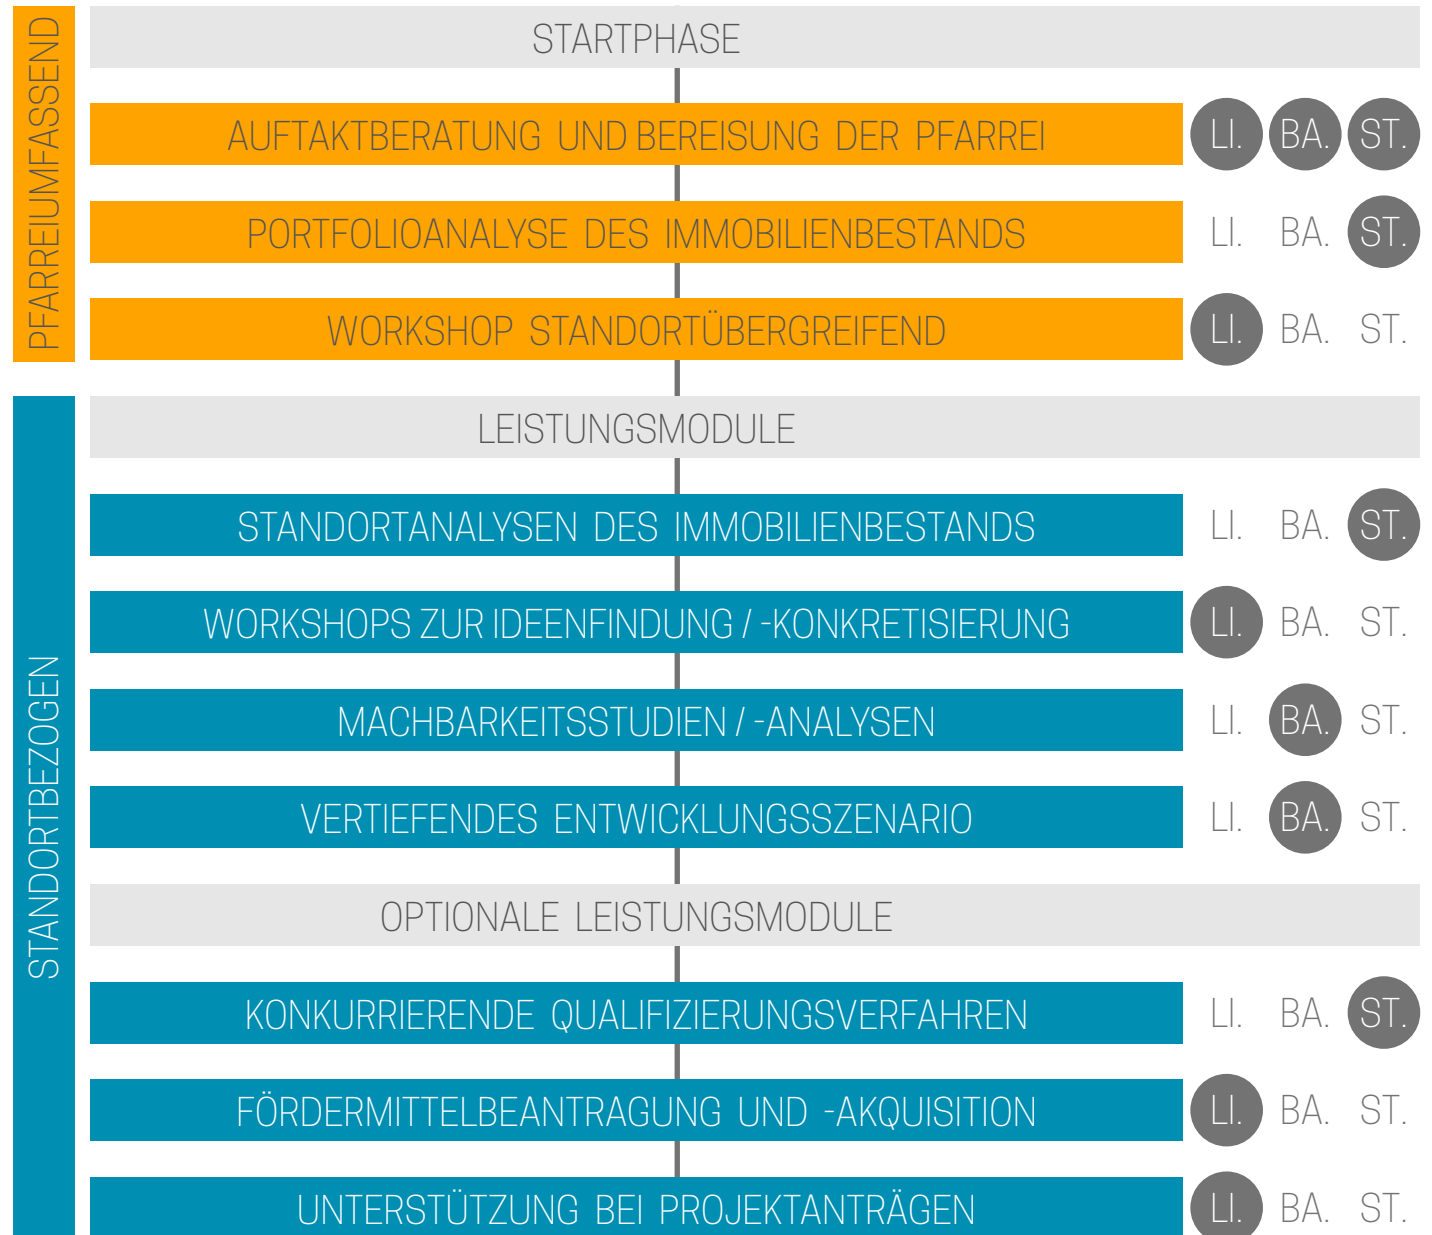 PFARREIUMFASSEND
STARTPHASE
AUFTAKTBERATUNG UND BEREISUNG DER PFARREI LI. BA. ST.
PORTFOLIOANALYSE DES IMMOBILIENBESTANDS LI. BA. ST.
WORKSHOP STANDORTÜBERGREIFEND LI. BA. ST.
STANDORTBEZOGEN
LEISTUNGSMODULE
STANDORTANALYSEN DES IMMOBILIENBESTANDS LI. BA. ST.
WORKSHOPS ZUR IDEENFINDUNG / -KONKRETISIERUNG LI. BA. ST.
MACHBARKEITSSTUDIEN / -ANALYSEN LI. BA. ST.
VERTIEFENDES ENTWICKLUNGSSZENARIO LI. BA. ST.
OPTIONALE LEISTUNGSMODULE
KONKURRIERENDE QUALIFIZIERUNGSVERFAHREN LI. BA. ST.
FÖRDERMITTELBEANTRAGUNG UND -AKQUISITION LI. BA. ST.
UNTERSTÜTZUNG BEI PROJEKTANTRÄGEN LI. BA. ST.